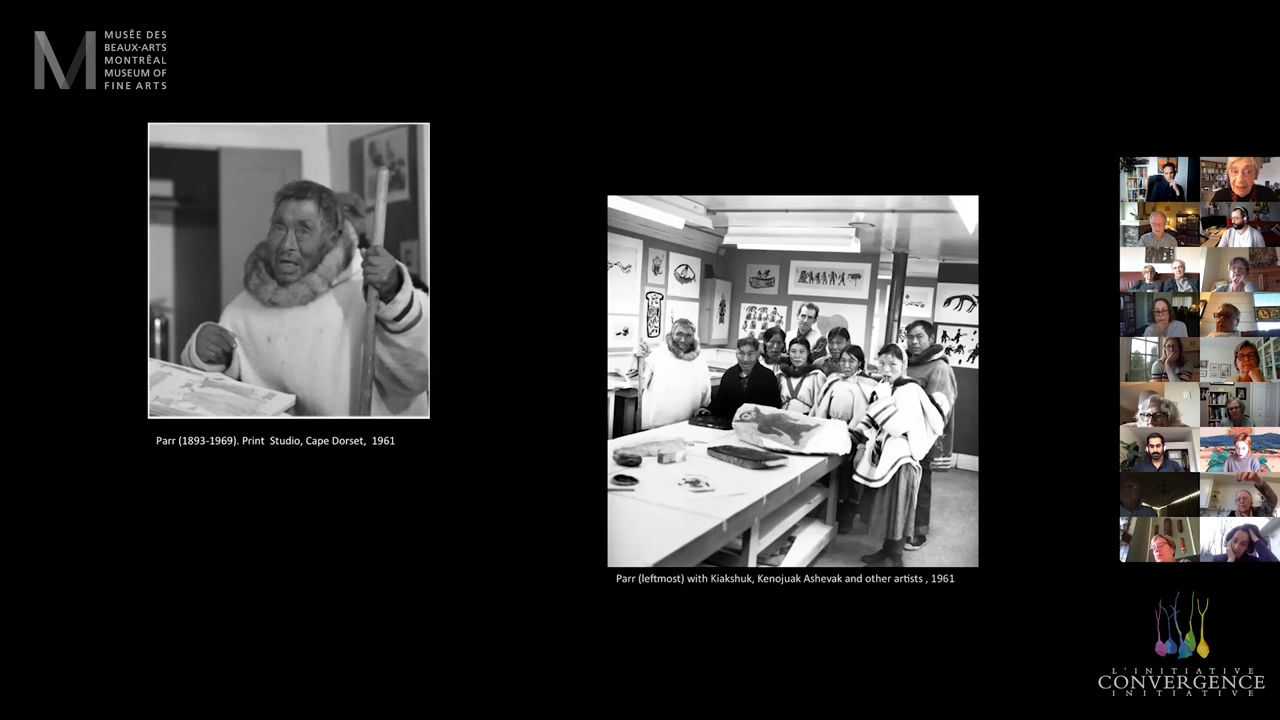 MUSÉE DES
BEAUX-ARTS
MONTRÉAL
MUSEUM OF
FINE ARTS
Parr (1893-1969). Print Studio, Cape Dorset, 1961
Parr (leftmost) with Kiakshuk, Kenojuak Ashevak and other artists , 1961
L'INITIATIVE
CONVERGENCE
INITIATIVE